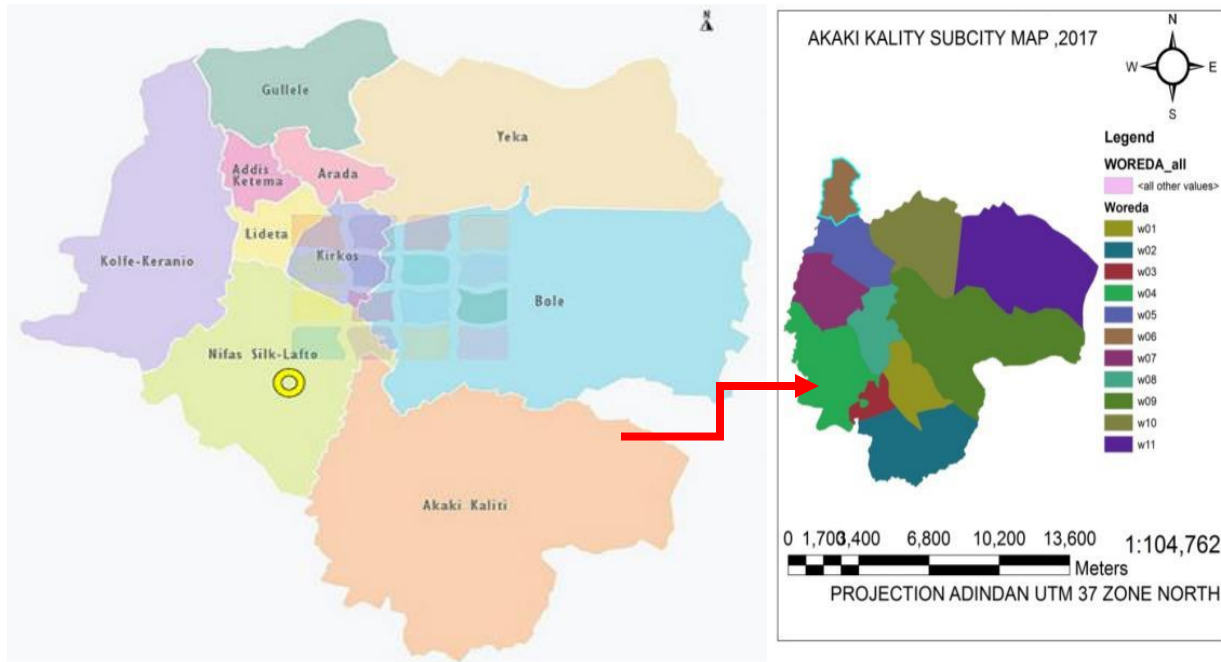 N
Gullele
Yeka
Addis
Ketema
Arada
Lideta
Kirkos
Kolfe-Keranio
Bole
Nifas Silk-Lafto
Akaki Kaliti
AKAKI KALITY SUBCITY MAP ,2017
N
W
E
S
Legend
WOREDA_all
<all other values>
Woreda
w01
w02
w03
w04
w05
w06
w07
w08
w09
w10
w11
0 1,700 3,400 6,800 10,200 13,600
1:104,762
Meters
PROJECTION ADINDAN UTM 37 ZONE NORTH